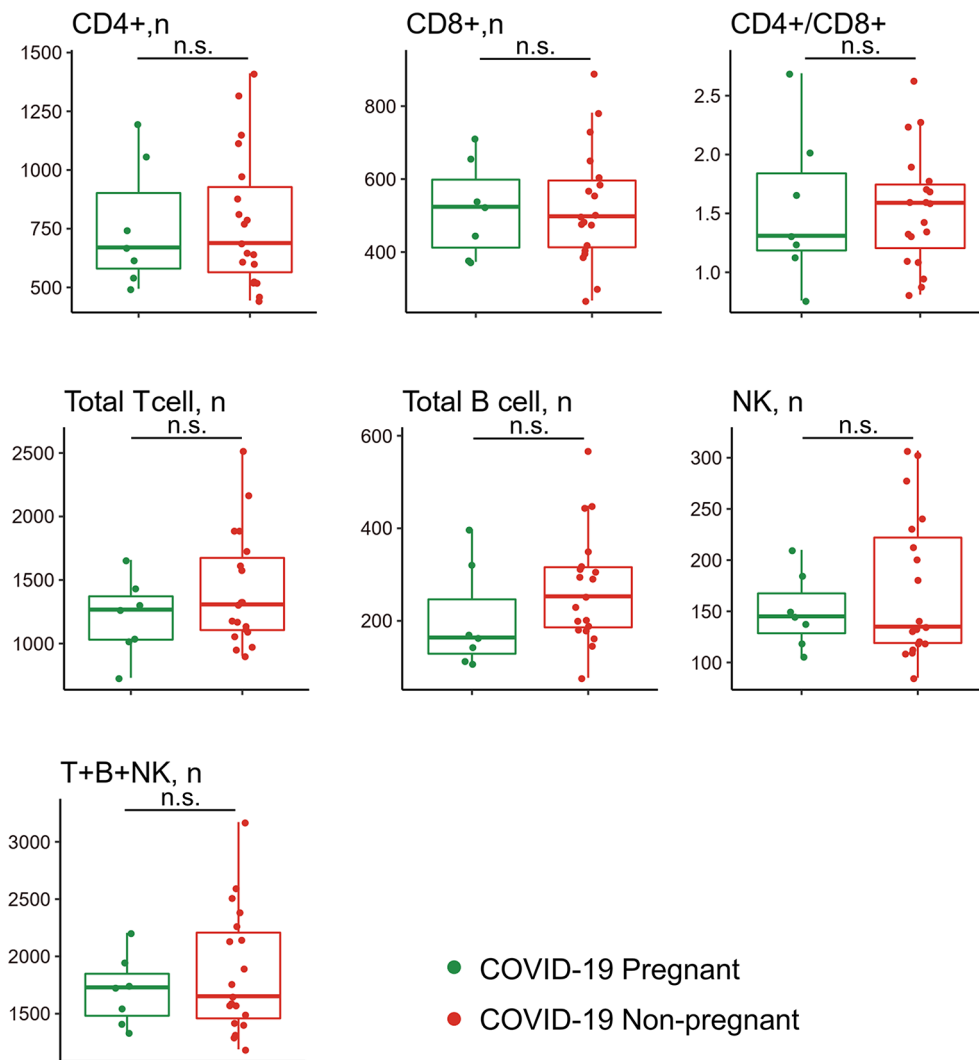 CD4+,n
n.s.
1500
1250
1000
750
500
CD8+,n
n.s.
800
600
400
CD4+/CD8+
n.s.
2.5
2.0
1.5
1.0
Total Tcell, n
n.s.
2500
2000
1500
1000
Total B cell, n
n.s.
600
400
200
NK, n
n.s.
300
250
200
150
100
T+B+NK, n
n.s.
3000
2500
2000
1500
COVID-19 Pregnant
COVID-19 Non-pregnant